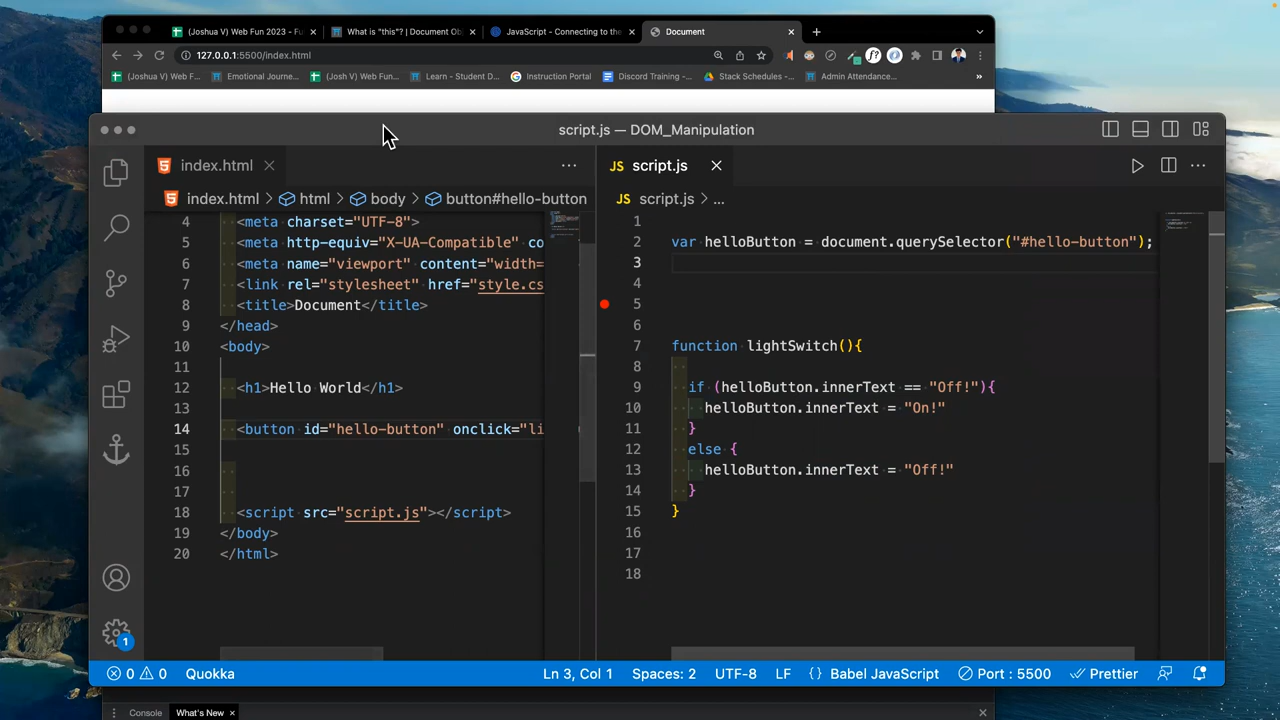 (Joshua V) Web Fun 2023 - Fu
What is "this"? | Document Ob
JavaScript - Connecting to the
Document
127.0.0.1:5500/index.html
(Joshua V) Web F...
Emotional Journe...
(Josh V) Web Fun...
Learn - Student D...
Instruction Portal
Discord Training -...
Stack Schedules -...
Admin Attendance...
»
script.js — DOM_Manipulation
index.html
index.html > html > body > button#hello-button
4 <meta charset="UTF-8">
5 <meta http-equiv="X-UA-Compatible" co
6 <meta name="viewport" content="width=
7 <link rel="stylesheet" href="style.cs
8 <title>Document</title>
9 </head>
10 <body>
11
12 <h1>Hello World</h1>
13
14 <button id="hello-button" onclick="li
15
16
17
18 <script src="script.js"></script>
19 </body>
20 </html>
JS script.js
JS script.js > ...
1
2 var helloButton = document.querySelector("#hello-button");
3
4
5
6
7 function lightSwitch(){
8
9 if (helloButton.innerText == "Off!"){
10 helloButton.innerText = "On!"
11 }
12 else {
13 helloButton.innerText = "Off!"
14 }
15 }
16
17
18
1
0 0 Quokka Ln 3, Col 1 Spaces: 2 UTF-8 LF {} Babel JavaScript Port : 5500 Prettier
Console What's New